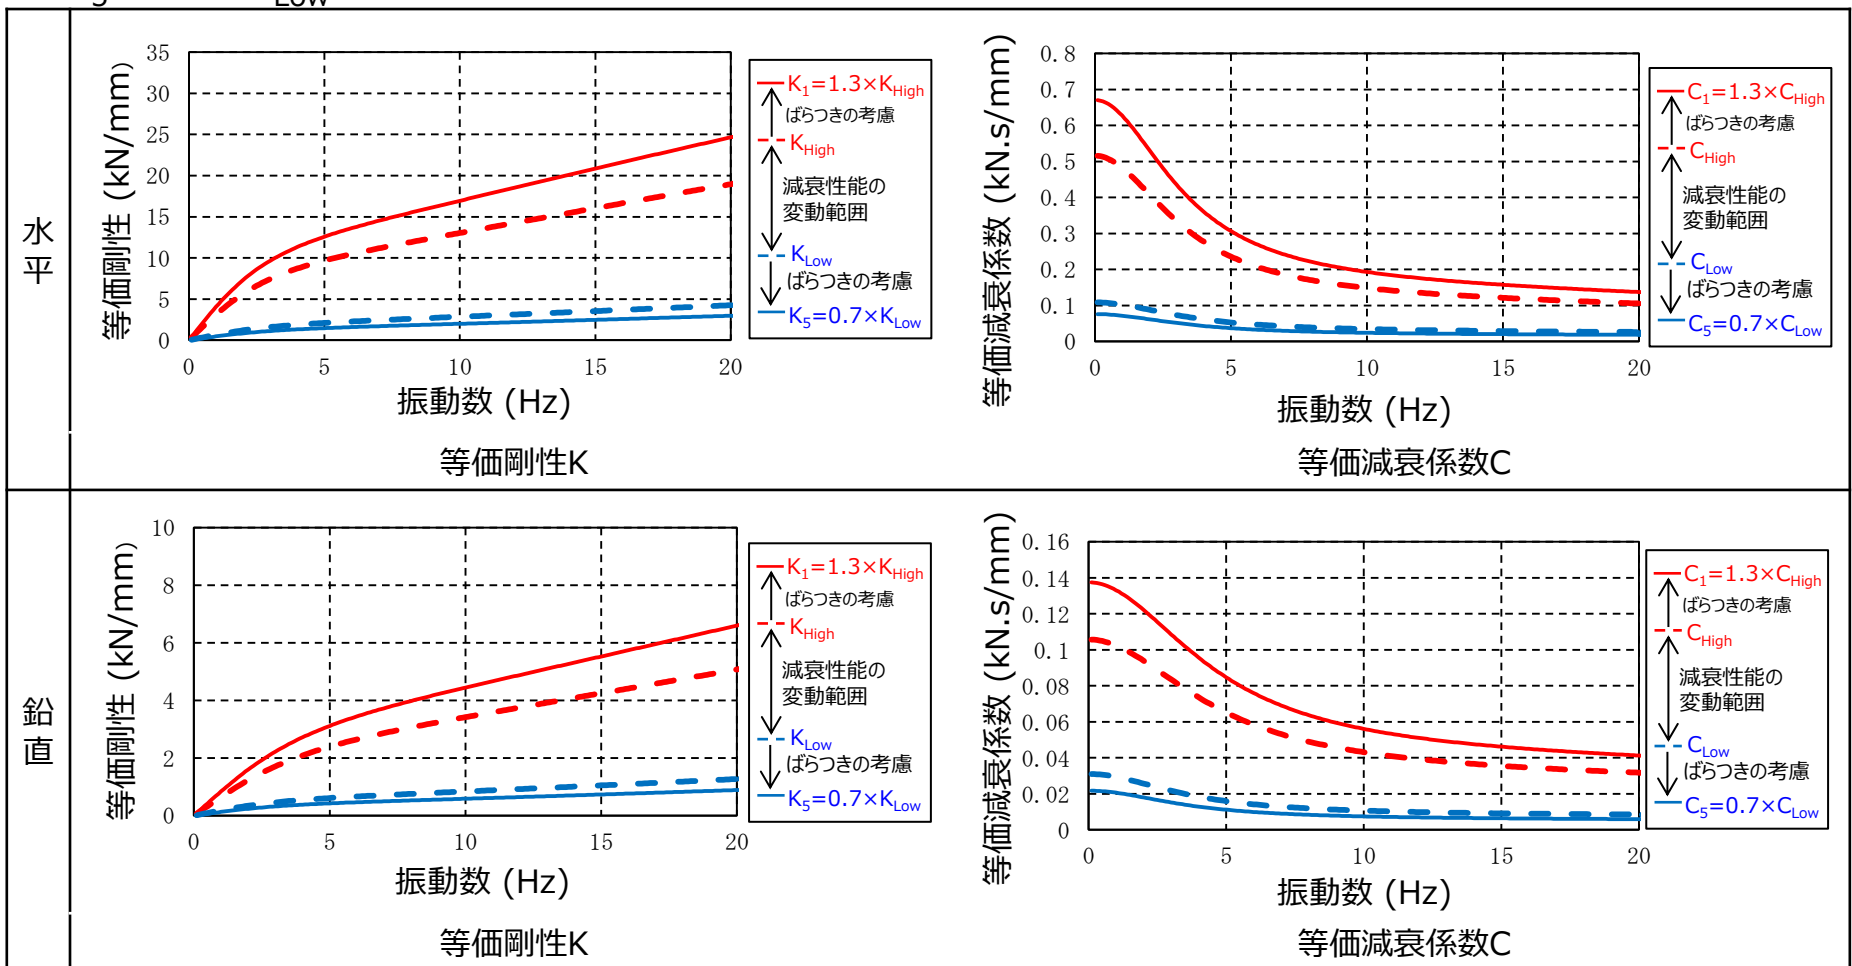 水平
等価剛性 (kN/mm)
35
30
25
20
15
10
5
0
0 5 10 15 20
振動数 (Hz)
K1=1.3×KHigh
ばらつきの考慮
KHigh
減衰性能の
変動範囲
KLow
ばらつきの考慮
K5=0.7×KLow
等価剛性K
等価減衰係数 (kN.s/mm)
0.8
0.7
0.6
0.5
0.4
0.3
0.2
0.1
0
0 5 10 15 20
振動数 (Hz)
C1=1.3×CHigh
ばらつきの考慮
CHigh
減衰性能の
変動範囲
CLow
ばらつきの考慮
C5=0.7×CLow
等価減衰係数C
鉛直
等価剛性 (kN/mm)
10
8
6
4
2
0
0 5 10 15 20
振動数 (Hz)
K1=1.3×KHigh
ばらつきの考慮
KHigh
減衰性能の
変動範囲
KLow
ばらつきの考慮
K5=0.7×KLow
等価剛性K
等価減衰係数 (kN.s/mm)
0.16
0.14
0.12
0.1
0.08
0.06
0.04
0.02
0
0 5 10 15 20
振動数 (Hz)
C1=1.3×CHigh
ばらつきの考慮
CHigh
減衰性能の
変動範囲
CLow
ばらつきの考慮
C5=0.7×CLow
等価減衰係数C